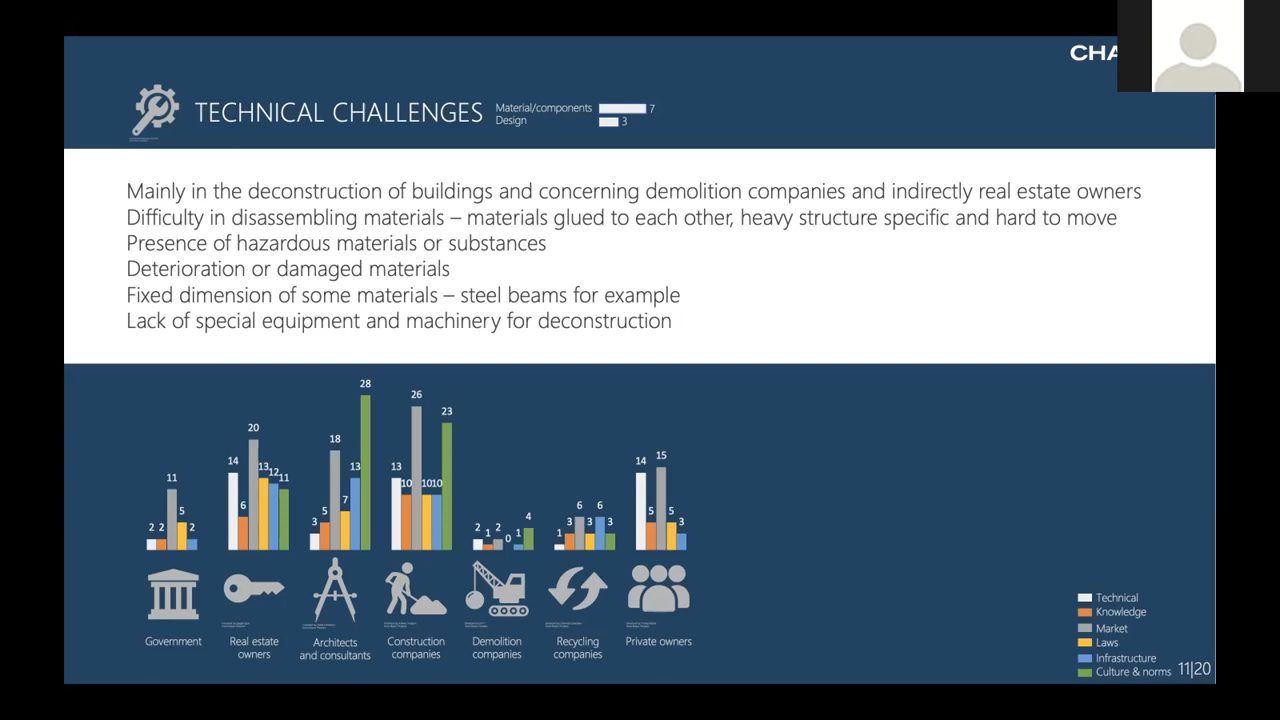 CHA
TECHNICAL CHALLENGES
Material/components 7
Design 3
Mainly in the deconstruction of buildings and concerning demolition companies and indirectly real estate owners
Difficulty in disassembling materials – materials glued to each other, heavy structure specific and hard to move
Presence of hazardous materials or substances
Deterioration or damaged materials
Fixed dimension of some materials – steel beams for example
Lack of special equipment and machinery for deconstruction
2 2 11 5 2
14 6 20 13 12 11
3 5 18 7 13 28
13 10 26 10 10 23
2 1 2 0 1 4
1 3 6 3 6 3
14 5 15 5 3
Government
Real estate
owners
Architects
and consultants
Construction
companies
Demolition
companies
Recycling
companies
Private owners
Technical
Knowledge
Market
Laws
Infrastructure
Culture & norms
11|20